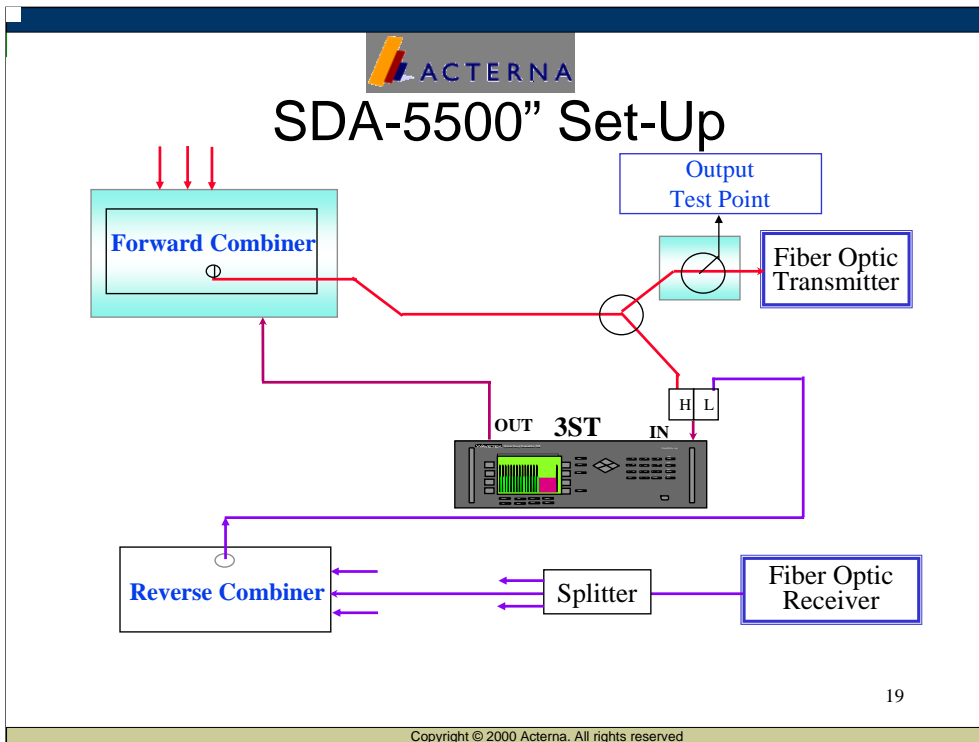 ACTERNA
SDA-5500” Set-Up
Output
Test Point
Forward Combiner
Fiber Optic
Transmitter
H L
OUT 3ST IN
Reverse Combiner
Splitter
Fiber Optic
Receiver
19
Copyright © 2000 Acterna. All rights reserved